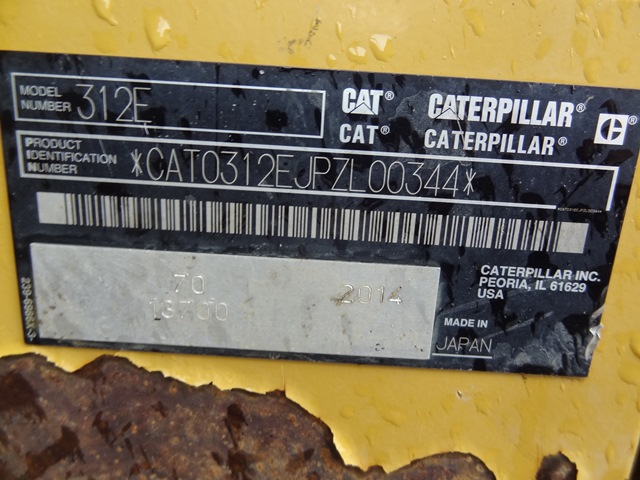 MODEL NUMBER 312E
CAT CATERPILLAR C
CAT® CATERPILLAR®
PRODUCT IDENTIFICATION NUMBER *CAT0312EJPZL00344*
CAT0312EJPZL00344
70 2014
13700
CATERPILLAR INC.
PEORIA, IL 61629
USA
MADE IN JAPAN